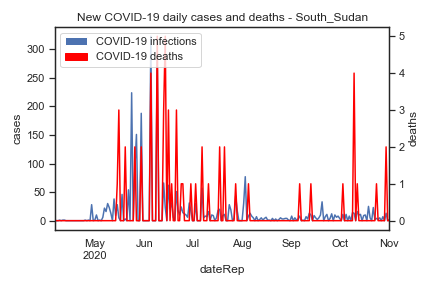 New COVID-19 daily cases and deaths - South_Sudan
COVID-19 infections
COVID-19 deaths
300
250
200
150
100
50
0
cases
5
4
3
2
1
0
deaths
May
2020
Jun
Jul
Aug
Sep
Oct
Nov
dateRep